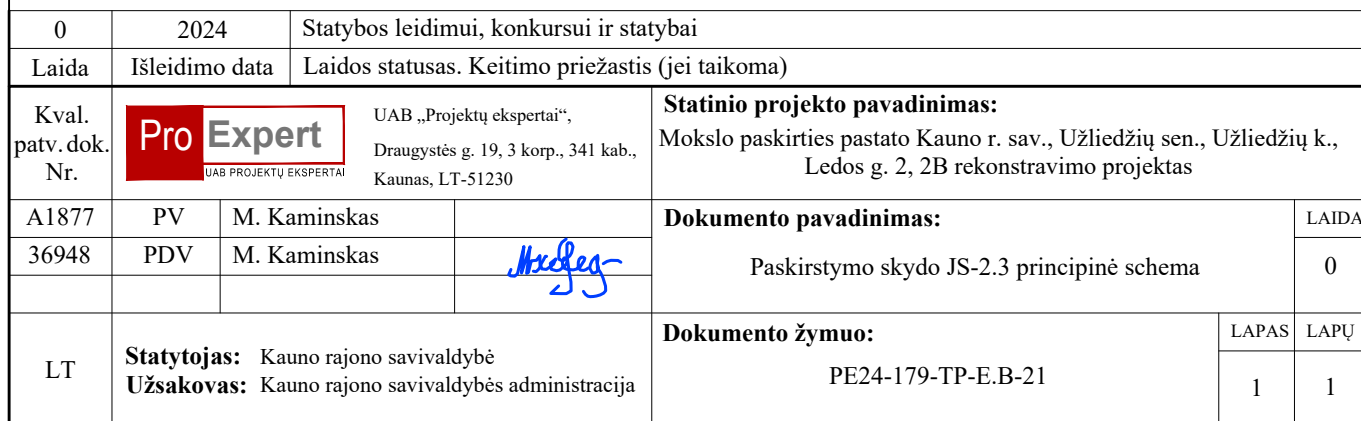 0 2024 Statybos leidimui, konkursui ir statybai
Laida Išleidimo data Laidos statusas. Keitimo priežastis (jei taikoma)
Kval.
patv. dok.
Nr.
Pro Expert
UAB PROJEKTŲ EKSPERTAI
UAB „Projektų ekspertai“,
Draugystės g. 19, 3 korp., 341 kab.,
Kaunas, LT-51230
Statinio projekto pavadinimas:
Mokslo paskirties pastato Kauno r. sav., Užliedžių sen., Užliedžių k.,
Ledos g. 2, 2B rekonstravimo projektas
A1877 PV M. Kaminskas
36948 PDV M. Kaminskas
Dokumento pavadinimas:
Paskirstymo skydo JS-2.3 principinė schema
LAIDA
0
LT
Statytojas: Kauno rajono savivaldybė
Užsakovas: Kauno rajono savivaldybės administracija
Dokumento žymuo:
PE24-179-TP-E.B-21
LAPAS LAPŲ
1 1